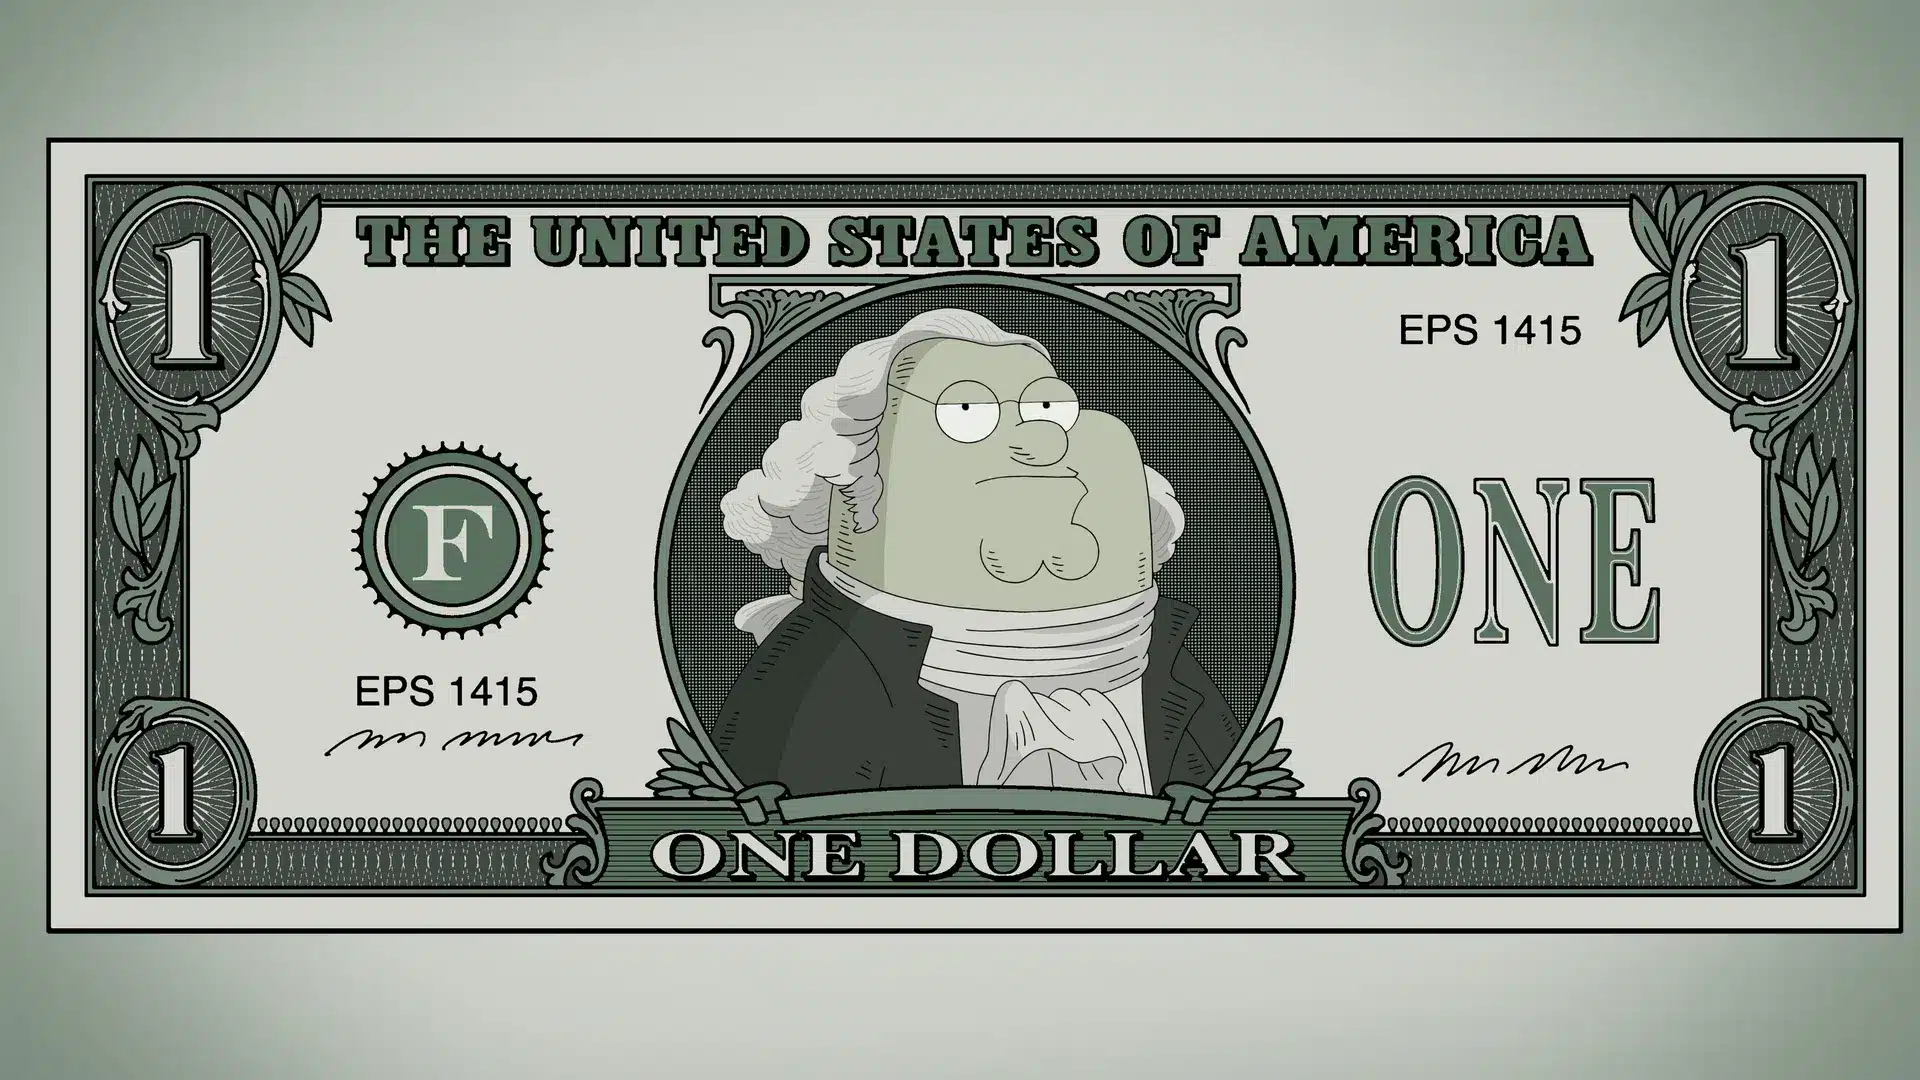 1
THE UNITED STATES OF AMERICA
1
EPS 1415
F
ONE
EPS 1415
1
ONE DOLLAR
1